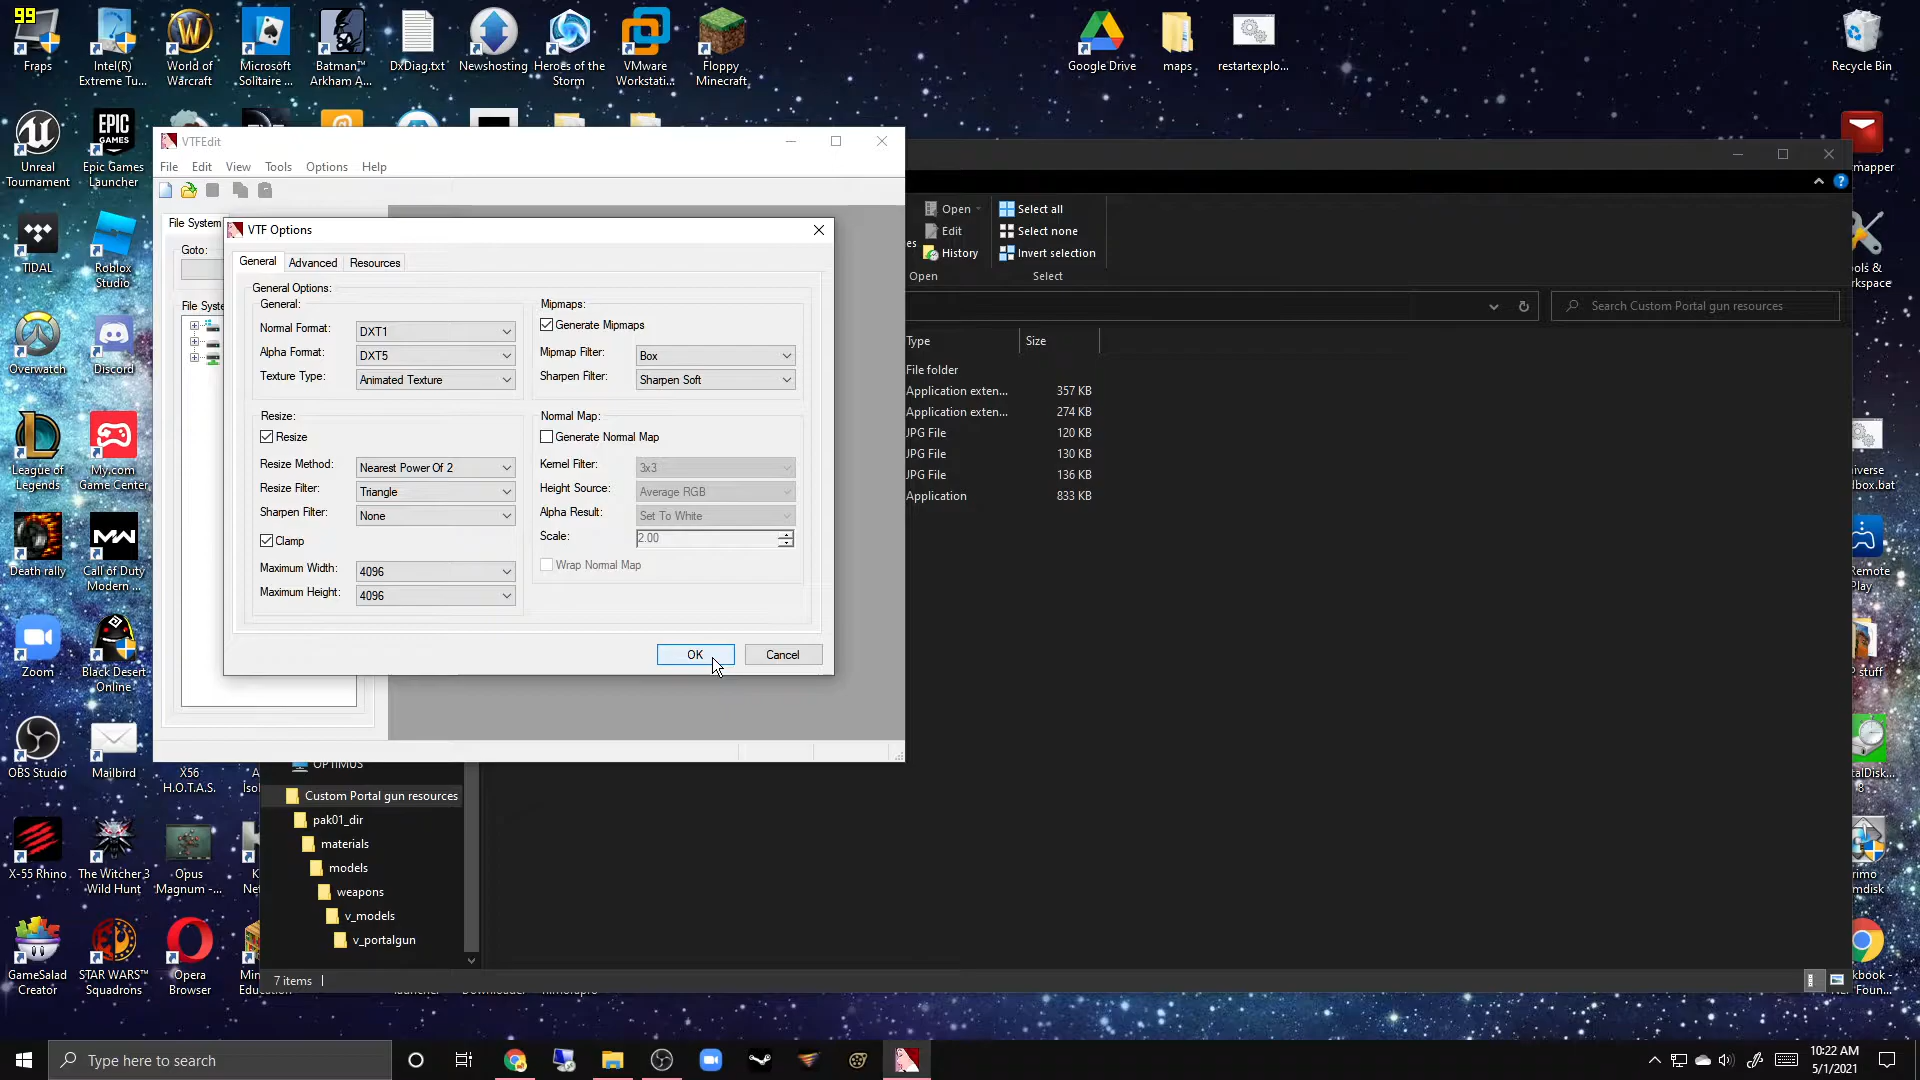 99
Fraps
Intel(R)
Extreme Tu...
World of
Warcraft
Microsoft
Solitaire ...
Batman™
Arkham A...
DxDiag.txt
Newshosting
Heroes of the
Storm
VMware
Workstati...
Floppy
Minecraft
Google Drive
maps
restartexplo...
Recycle Bin
Unreal
Tournament
EPIC
GAMES
Epic Games
Launcher
TIDAL
Roblox
Studio
Overwatch
Discord
League of
Legends
My.com
Game Center
Death rally
MW
Call of Duty
Modern ...
Zoom
Black Desert
Online
OBS Studio
Mailbird
X56
H.O.T.A.S.
X-55 Rhino
The Witcher 3
Wild Hunt
Opus
Magnum -...
GameSalad
Creator
STAR WARS™
Squadrons
Opera
Browser
VTFEdit
File Edit View Tools Options Help
File System
Goto:
File Syste
VTF Options
General Advanced Resources
General Options:
General:
Normal Format: DXT1
Alpha Format: DXT5
Texture Type: Animated Texture
Resize:
Resize
Resize Method: Nearest Power Of 2
Resize Filter: Triangle
Sharpen Filter: None
Clamp
Maximum Width: 4096
Maximum Height: 4096
Mipmaps:
Generate Mipmaps
Mipmap Filter: Box
Sharpen Filter: Sharpen Soft
Normal Map:
Generate Normal Map
Kernel Filter: 3x3
Height Source: Average RGB
Alpha Result: Set To White
Scale: 2.00
Wrap Normal Map
OK Cancel
Open
Edit
History
Open
Select all
Select none
Invert selection
Select
Search Custom Portal gun resources
Type Size
File folder
Application exten... 357 KB
Application exten... 274 KB
JPG File 120 KB
JPG File 130 KB
JPG File 136 KB
Application 833 KB
OPTIMUS
Custom Portal gun resources
pak01_dir
materials
models
weapons
v_models
v_portalgun
7 items
mapper
Remote
Play
Type here to search
10:22 AM
5/1/2021